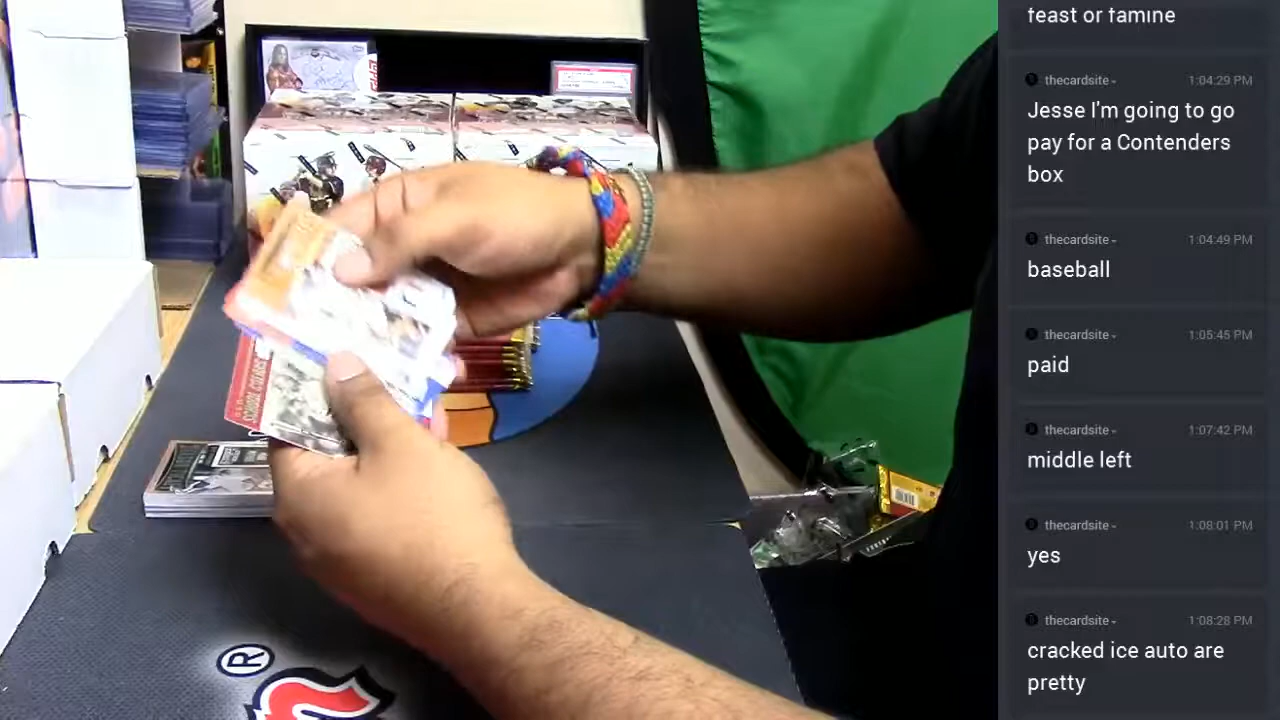 feast or famine
thecardsite
1:04:29 PM
Jesse I'm going to go
pay for a Contenders
box
thecardsite
1:04:49 PM
baseball
thecardsite
1:05:45 PM
paid
thecardsite
1:07:42 PM
middle left
thecardsite
1:08:01 PM
yes
thecardsite
1:08:28 PM
cracked ice auto are
pretty
SCHOOL COLORS
®